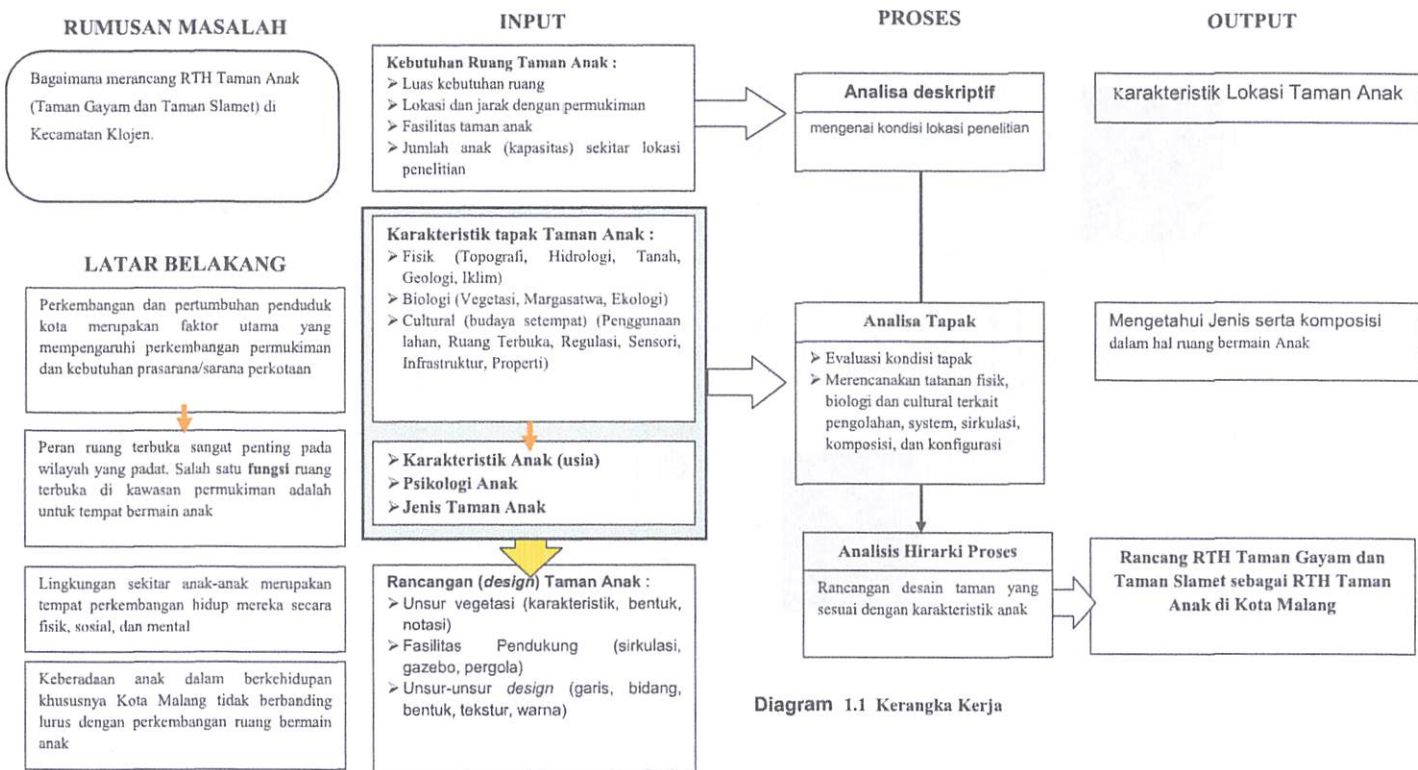 RUMUSAN MASALAH
Bagaimana merancang RTH Taman Anak
(Taman Gayam dan Taman Slamet) di
Kecamatan Klojen.
LATAR BELAKANG
Perkembangan dan pertumbuhan penduduk
kota merupakan faktor utama yang
mempengaruhi perkembangan permukiman
dan kebutuhan prasarana/sarana perkotaan
Peran ruang terbuka sangat penting pada
wilayah yang padat. Salah satu fungsi ruang
terbuka di kawasan permukiman adalah
untuk tempat bermain anak
Lingkungan sekitar anak-anak merupakan
tempat perkembangan hidup mereka secara
fisik, sosial, dan mental
Keberadaan anak dalam berkehidupan
khususnya Kota Malang tidak berbanding
lurus dengan perkembangan ruang bermain
anak
INPUT
Kebutuhan Ruang Taman Anak :
➢ Luas kebutuhan ruang
➢ Lokasi dan jarak dengan permukiman
➢ Fasilitas taman anak
➢ Jumlah anak (kapasitas) sekitar lokasi
penelitian
Karakteristik tapak Taman Anak :
➢ Fisik (Topografi, Hidrologi, Tanah,
Geologi, Iklim)
➢ Biologi (Vegetasi, Margasatwa, Ekologi)
➢ Cultural (budaya setempat) (Penggunaan
lahan, Ruang Terbuka, Regulasi, Sensori,
Infrastruktur, Properti)
➢ Karakteristik Anak (usia)
➢ Psikologi Anak
➢ Jenis Taman Anak
Rancangan (design) Taman Anak :
➢ Unsur vegetasi (karakteristik, bentuk,
notasi)
➢ Fasilitas Pendukung (sirkulasi,
gazebo, pergola)
➢ Unsur-unsur design (garis, bidang,
bentuk, tekstur, warna)
PROSES
Analisa deskriptif
mengenai kondisi lokasi penelitian
Analisa Tapak
➢ Evaluasi kondisi tapak
➢ Merencanakan tatanan fisik,
biologi dan cultural terkait
pengolahan, system, sirkulasi,
komposisi, dan konfigurasi
Analisis Hirarki Proses
Rancangan desain taman yang
sesuai dengan karakteristik anak
OUTPUT
Karakteristik Lokasi Taman Anak
Mengetahui Jenis serta komposisi
dalam hal ruang bermain Anak
Rancang RTH Taman Gayam dan
Taman Slamet sebagai RTH Taman
Anak di Kota Malang
Diagram 1.1 Kerangka Kerja